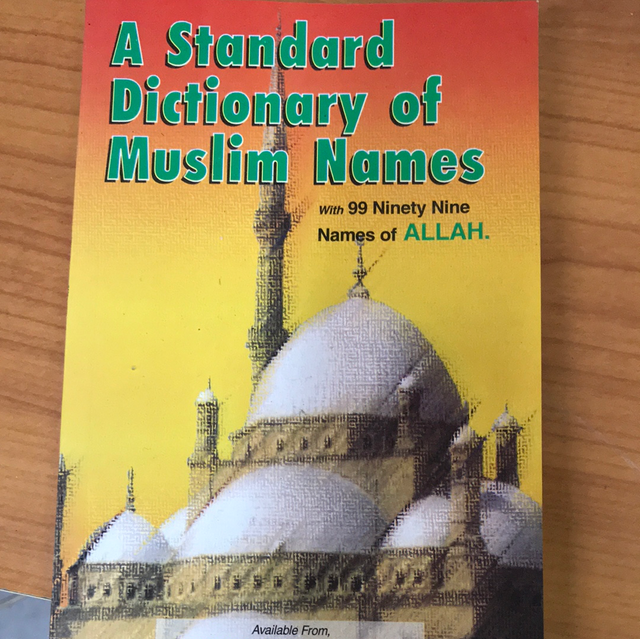 A Standard
Dictionary of
Muslim Names
With 99 Ninety Nine
Names of ALLAH.
Available From,